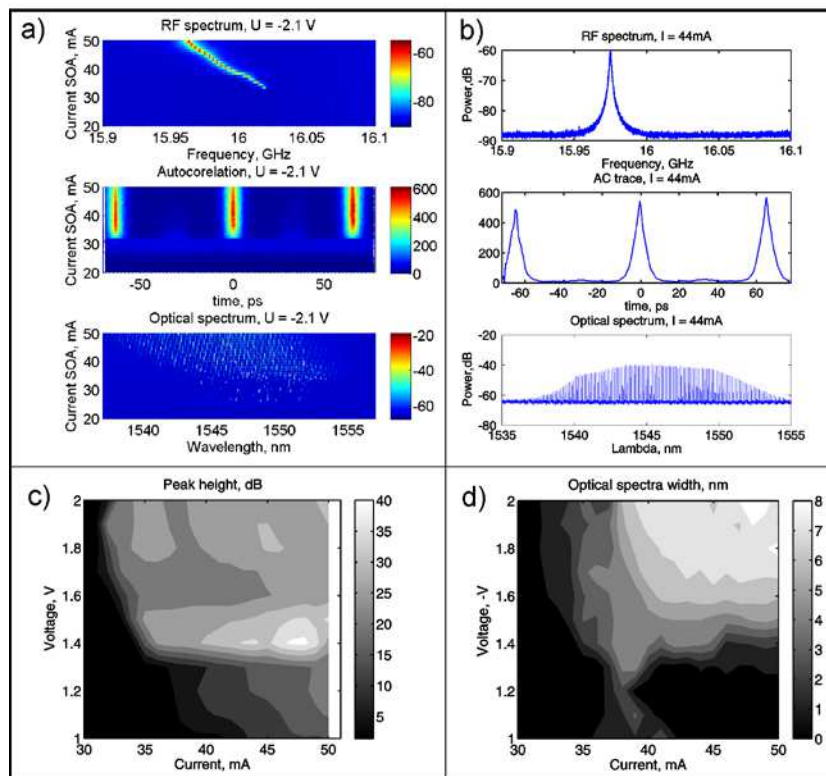 a)
RF spectrum, U = -2.1 V
Current SOA, mA
50
40
30
20
15.9 15.95 16 16.05 16.1
Frequency, GHz
-60
-80
Autocorelation, U = -2.1 V
Current SOA, mA
50
40
30
20
-50 0 50
time, ps
600
400
200
0
Optical spectrum, U = -2.1 V
Current SOA, mA
50
40
30
20
1540 1545 1550 1555
Wavelength, nm
-20
-40
-60
b)
RF spectrum, I = 44mA
Power,dB
-60
-70
-80
-90
15.9 15.95 16 16.05 16.1
Frequency, GHz
AC trace, I = 44mA
600
400
200
0
-60 -40 -20 0 20 40 60
time, ps
Optical spectrum, I = 44mA
Power,dB
-20
-40
-60
-80
1535 1540 1545 1550 1555
Lambda, nm
c)
Peak height, dB
Voltage, V
2
1.8
1.6
1.4
1.2
1
30 35 40 45 50
Current, mA
40
35
30
25
20
15
10
5
d)
Optical spectra width, nm
Voltage, -V
2
1.8
1.6
1.4
1.2
1
30 35 40 45 50
Current, mA
8
7
6
5
4
3
2
1
0